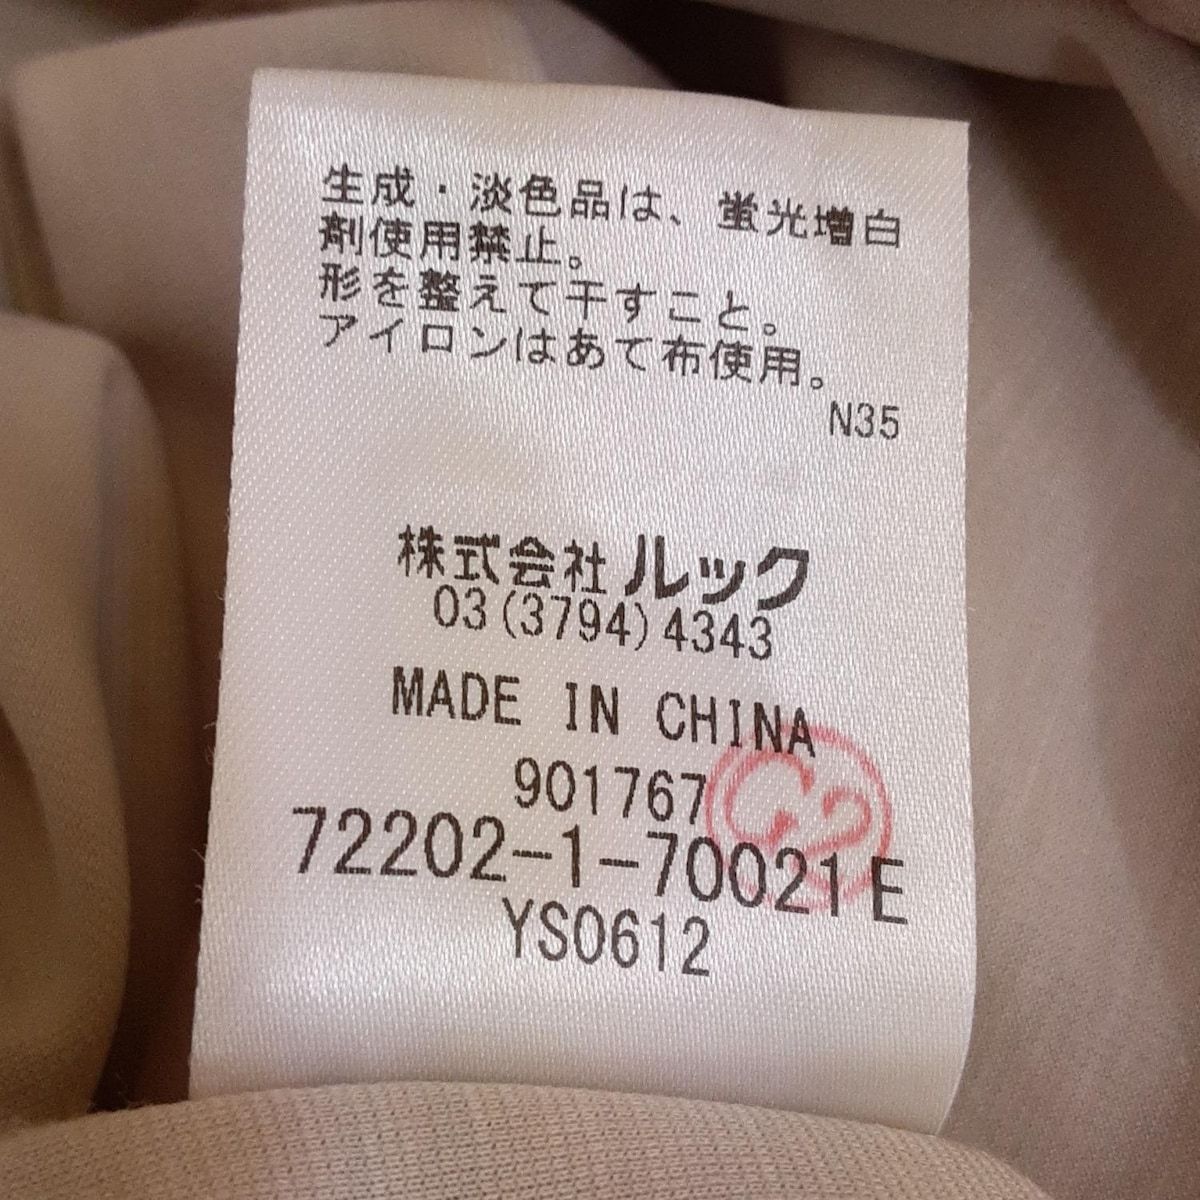 生成・淡色品は、蛍光増白
剤使用禁止。
形を整えて干すこと。
アイロンはあて布使用。
N35
株式会社ルック
03(3794)4343
MADE IN CHINA
901767
C2
72202-1-70021E
YS0612